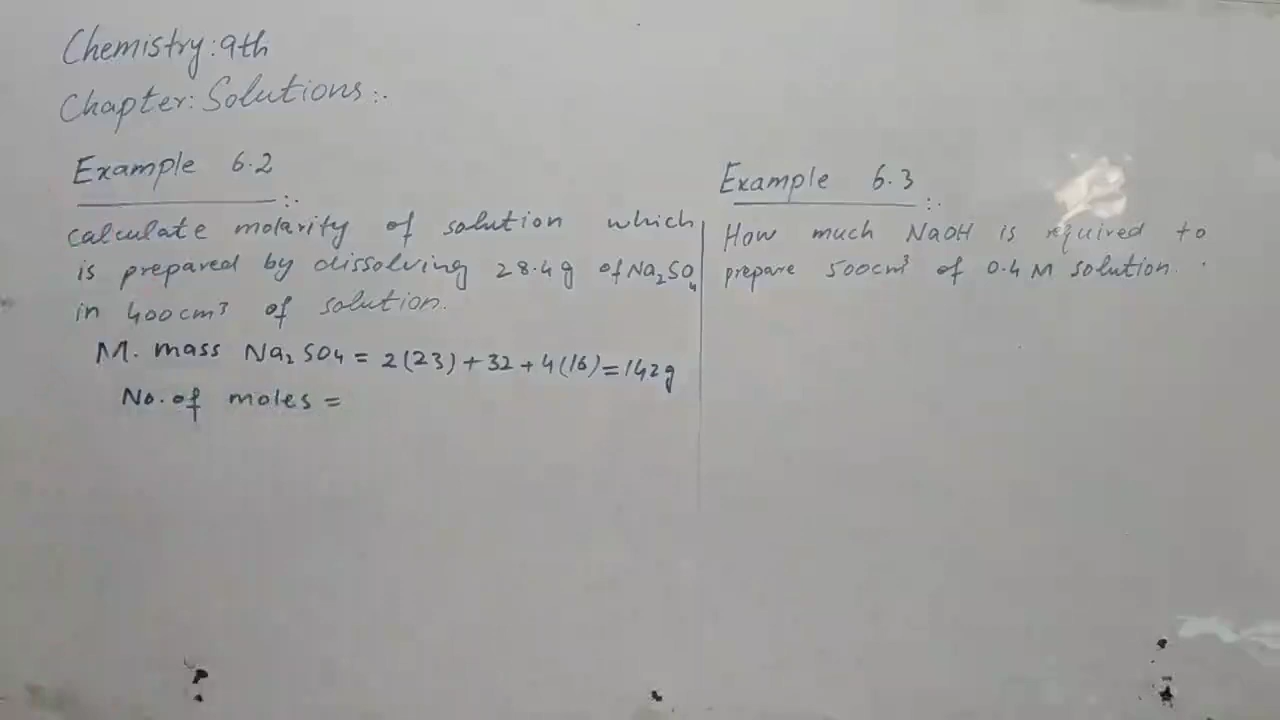 Chemistry: 9th
Chapter: Solutions:.
Example 6.2 :.
calculate molarity of solution which
is prepared by dissolving 28.4g of Na₂SO₄
in 400cm³ of solution.
M. mass Na₂SO₄ = 2(23)+32+4(16)=142g
No. of moles =
Example 6.3 :.
How much NaOH is required to
prepare 500cm³ of 0.4 M solution.